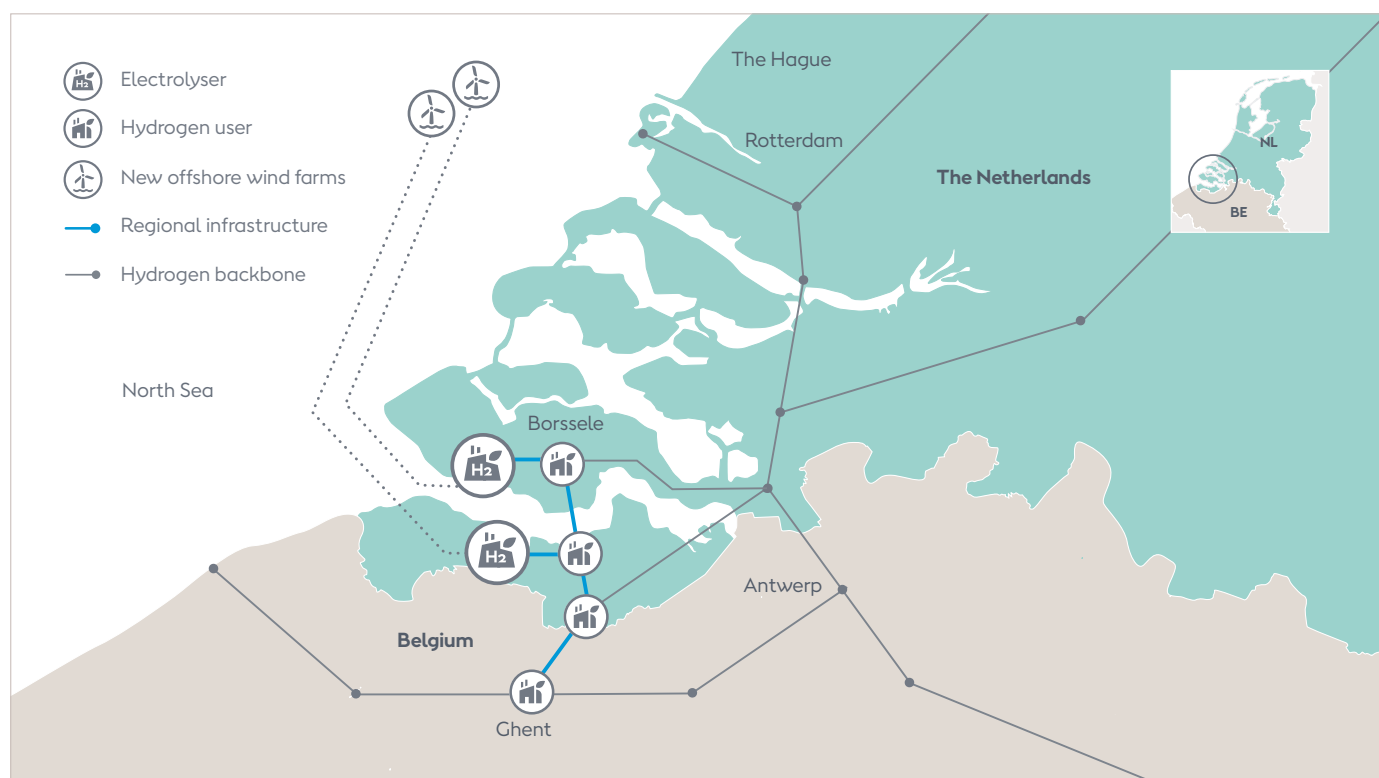 Electrolyser
Hydrogen user
New offshore wind farms
Regional infrastructure
Hydrogen backbone
The Hague
Rotterdam
The Netherlands
NL
BE
North Sea
Borssele
H2
H2
H2
Antwerp
Belgium
Ghent